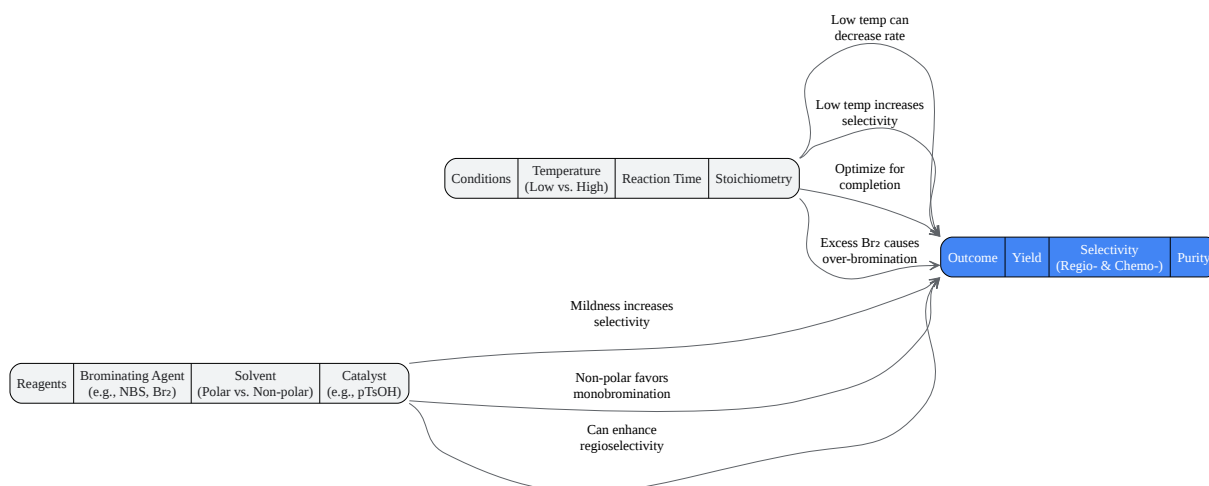 Low temp can
decrease rate
Low temp increases
selectivity
Conditions
Temperature
(Low vs. High)
Reaction Time
Stoichiometry
Optimize for
completion
Excess Br₂ causes
over-bromination
Outcome
Yield
Selectivity
(Regio- & Chemo-)
Purity
Mildness increases
selectivity
Reagents
Brominating Agent
(e.g., NBS, Br₂)
Solvent
(Polar vs. Non-polar)
Catalyst
(e.g., pTsOH)
Non-polar favors
monobromination
Can enhance
regioselectivity